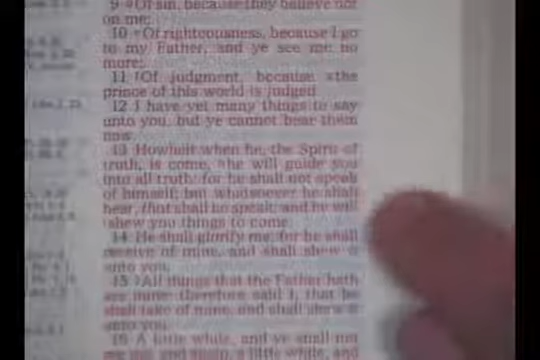 9 Of sin, because they believe not
on me;
10 Of righteousness, because I go
to my Father, and ye see me no
more;
11 Of judgment, because the
prince of this world is judged
12 I have yet many things to say
unto you, but ye cannot bear them
now.
13 Howbeit when he, the Spirit of
truth, is come, he will guide you
into all truth: for he shall not speak
of himself; but whatsoever he shall
hear, that shall he speak: and he will
shew you things to come.
14 He shall glorify me: for he shall
receive of mine, and shall shew it
unto you.
15 All things that the Father hath
are mine: therefore said I, that he
shall take of mine, and shall shew it
unto you.
16 A little while, and ye shall not
see me: and again, a little while, and